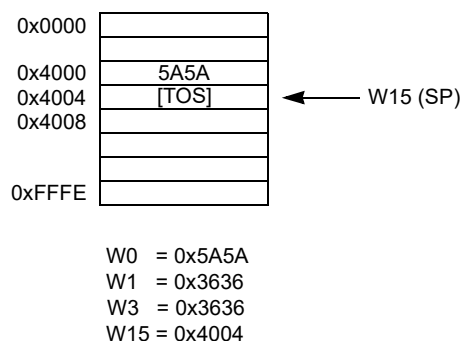 0x0000
0x4000 5A5A
0x4004 [TOS] W15 (SP)
0x4008
0xFFFE
W0 = 0x5A5A
W1 = 0x3636
W3 = 0x3636
W15 = 0x4004